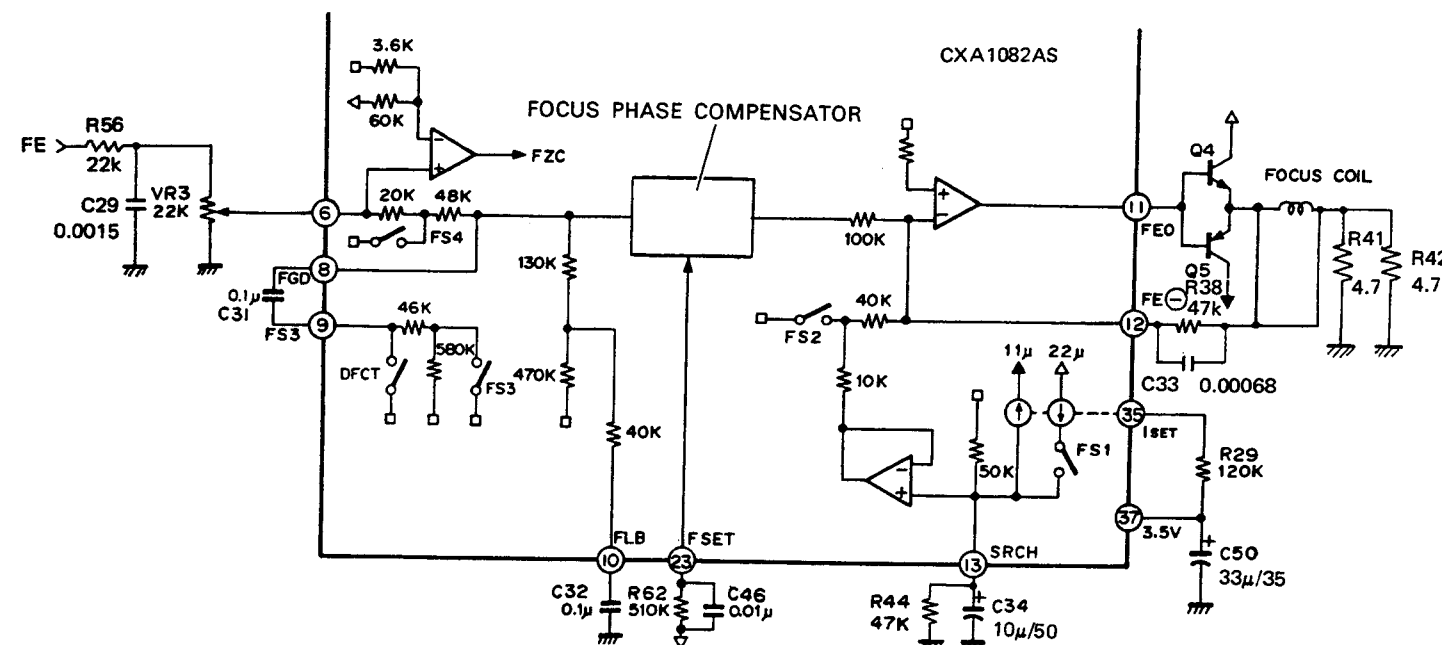 CXA1082AS
3.6K
60K
FOCUS PHASE COMPENSATOR
FE
R56
22k
C29
0.0015
VR3
22K
FZC
6
20K
48K
FS4
100K
11
FEO
Q4
Q5
FOCUS COIL
R41
4.7
R42
4.7
8
FGD
0.1μ
C31
9
FS3
46K
580K
DFCT
FS3
130K
470K
40K
FS2
40K
10K
12
FE⊖
R38
47k
C33
0.00068
11μ
22μ
FS1
50K
35
ISET
R29
120K
37
3.5V
C50
+
33μ/35
10
FLB
C32
0.1μ
23
FSET
R62
510K
C46
0.01μ
13
SRCH
R44
47K
+
C34
10μ/50